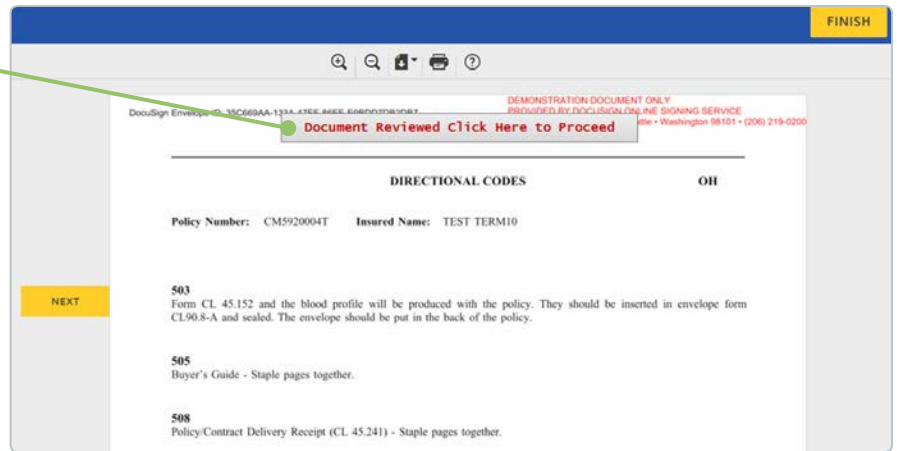 FINISH
DEMONSTRATION DOCUMENT ONLY
DocuSign Envelope ID: PROVIDED BY DOCUSIGN ONLINE SIGNING SERVICE
• Washington 98101 • (206) 219-0200
Document Reviewed Click Here to Proceed
DIRECTIONAL CODES OH
Policy Number: CM5920004T Insured Name: TEST TERM10
NEXT
503
Form CL 45.152 and the blood profile will be produced with the policy. They should be inserted in envelope form
CL90.8-A and sealed. The envelope should be put in the back of the policy.
505
Buyer's Guide - Staple pages together.
508
Policy/Contract Delivery Receipt (CL 45.241) - Staple pages together.